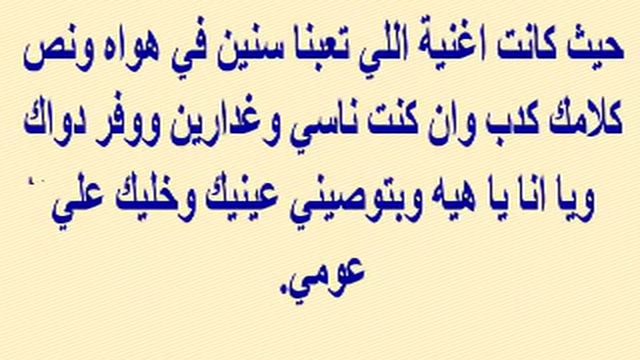 حيث كانت اغنية اللي تعبنا سنين في هواه ونص
كلامك كدب وان كنت ناسي وغدارين ووفر دواك
ويا انا يا هيه وبتوصيني عينيك وخليك علي
عومي.